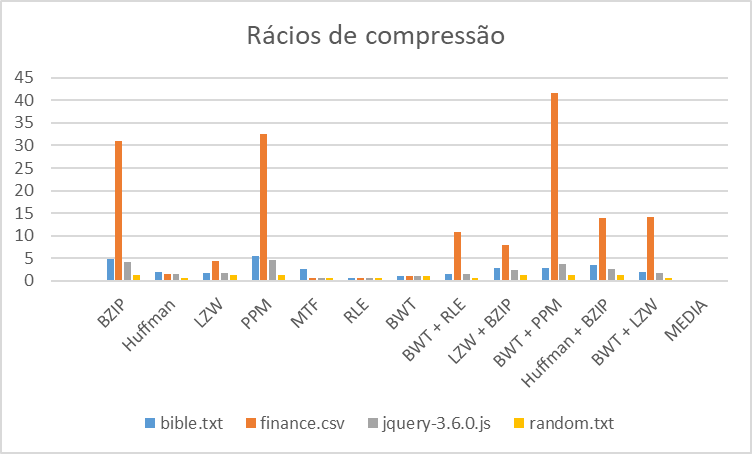 Rácios de compressão
45
40
35
30
25
20
15
10
5
0
BZIP
Huffman
LZW
PPM
MTF
RLE
BWT
BWT + RLE
LZW + BZIP
BWT + PPM
Huffman + BZIP
BWT + LZW
MEDIA
bible.txt finance.csv jquery-3.6.0.js random.txt